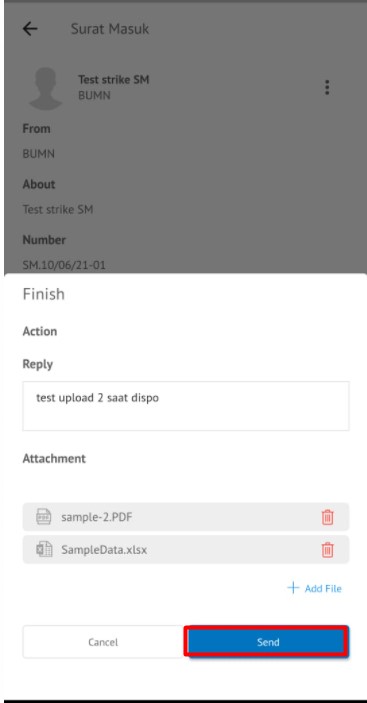 Surat Masuk
Test strike SM
BUMN
From
BUMN
About
Test strike SM
Number
SM.10/06/21-01
Finish
Action
Reply
test upload 2 saat dispo
Attachment
PDF sample-2.PDF
SampleData.xlsx
Add File
Cancel Send